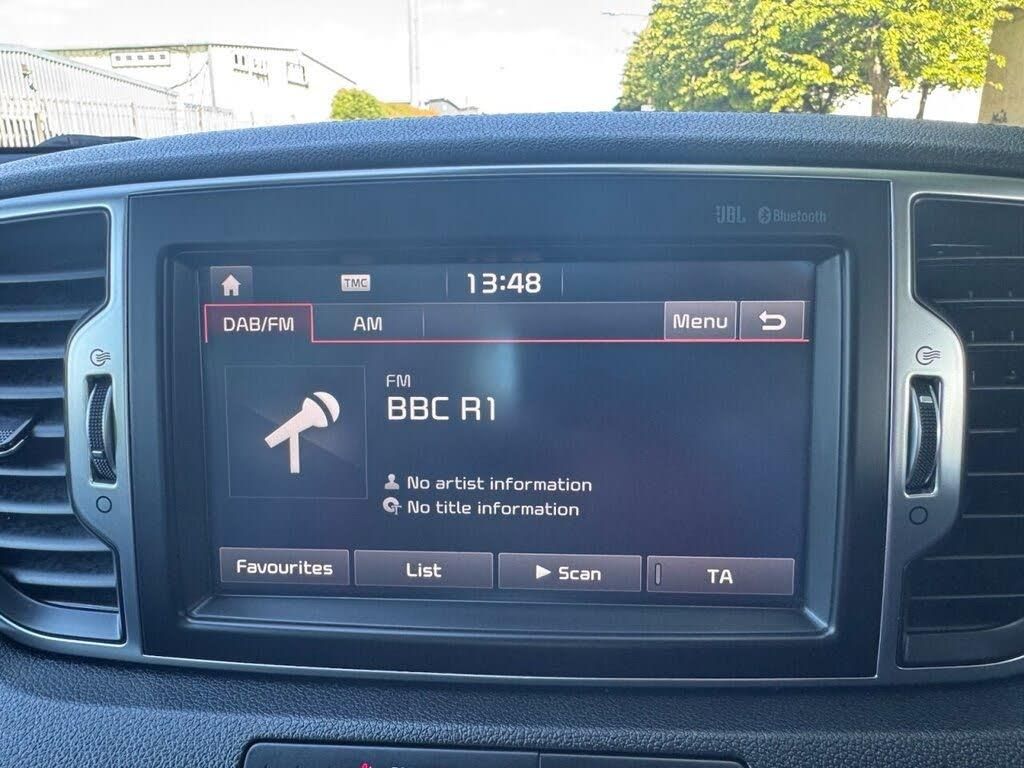 JBL Bluetooth
TMC 13:48
DAB/FM AM Menu
FM
BBC R1
No artist information
No title information
Favourites List Scan TA